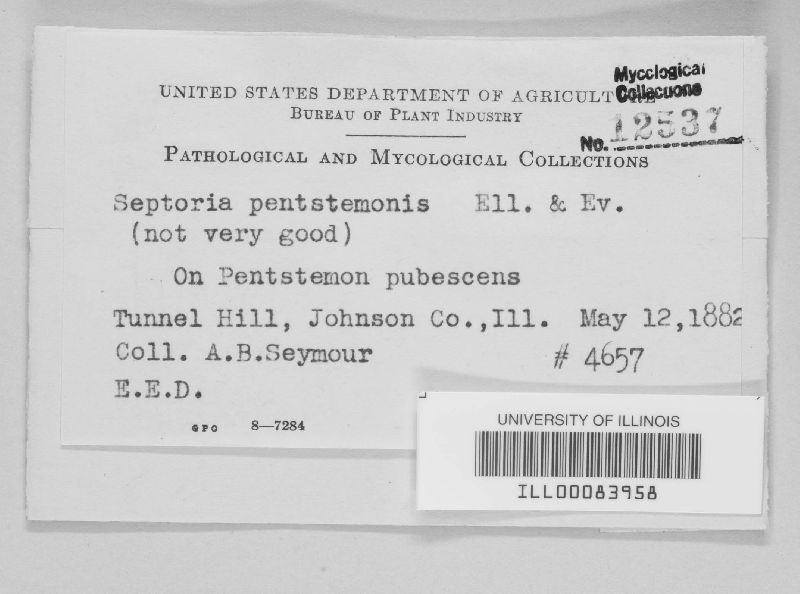 Mycological
UNITED STATES DEPARTMENT OF AGRICULT
Collections
BUREAU OF PLANT INDUSTRY
No. 12537
PATHOLOGICAL AND MYCOLOGICAL COLLECTIONS
Septoria pentstemonis Ell. & Ev.
(not very good)
On Pentstemon pubescens
Tunnel Hill, Johnson Co.,Ill. May 12,1882
Coll. A.B.Seymour # 4657
E.E.D.
GPO 8—7284
UNIVERSITY OF ILLINOIS
ILL00083958